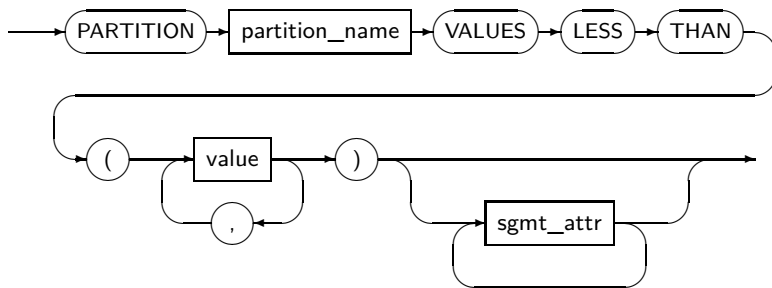 PARTITION partition_name VALUES LESS THAN
( value )
,
sgmt_attr